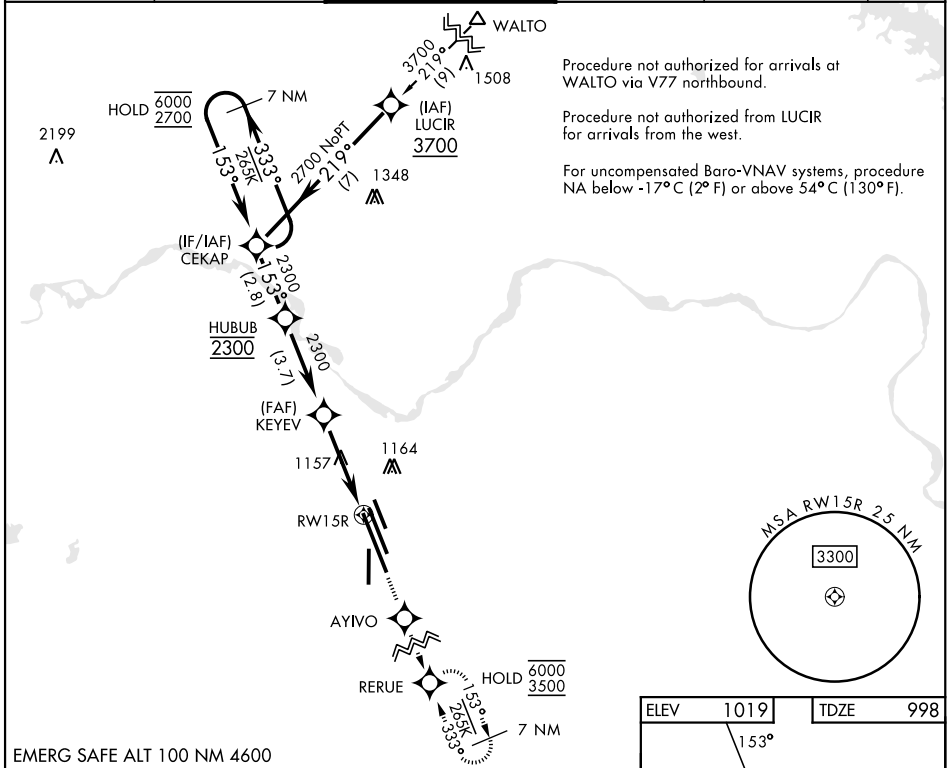 WALTO
3700
219°
(9)
1508
Procedure not authorized for arrivals at
WALTO via V77 northbound.
Procedure not authorized from LUCIR
for arrivals from the west.
For uncompensated Baro-VNAV systems, procedure
NA below -17°C (2°F) or above 54°C (130°F).
HOLD 6000
2700
7 NM
(IAF)
LUCIR
3700
2199
153°
333°
265K
2700 NoPT
219°
(7)
1348
(IF/IAF)
CEKAP
2300
153°
(2.8)
HUBUB
2300
2300
(3.7)
(FAF)
KEYEV
1157
1164
RW15R
MSA RW15R 25 NM
3300
AYIVO
RERUE
HOLD 6000
3500
153°
265K
333°
7 NM
ELEV 1019
TDZE 998
153°
EMERG SAFE ALT 100 NM 4600